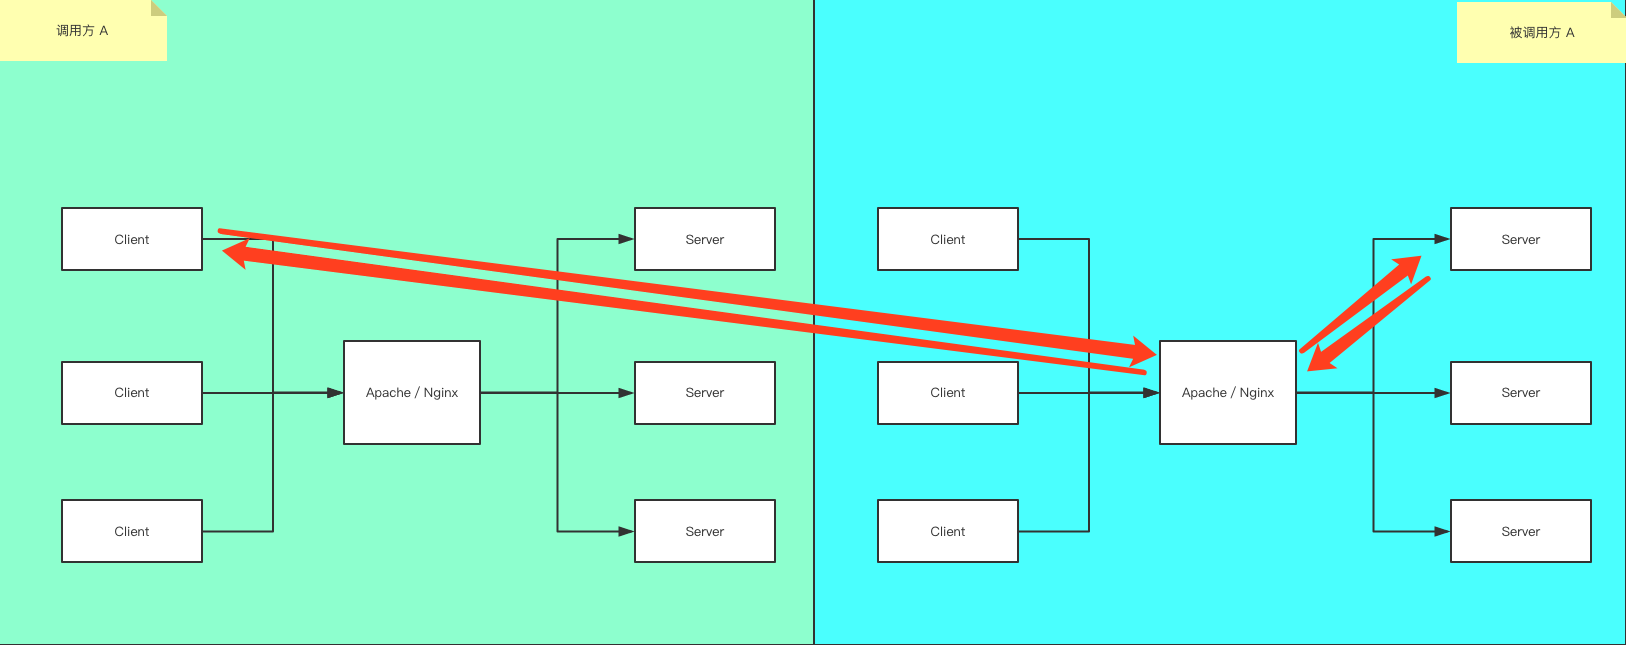 调用方 A
被调用方 A
Client
Server
Client
Server
Client
Apache / Nginx
Server
Client
Apache / Nginx
Server
Client
Server
Client
Server